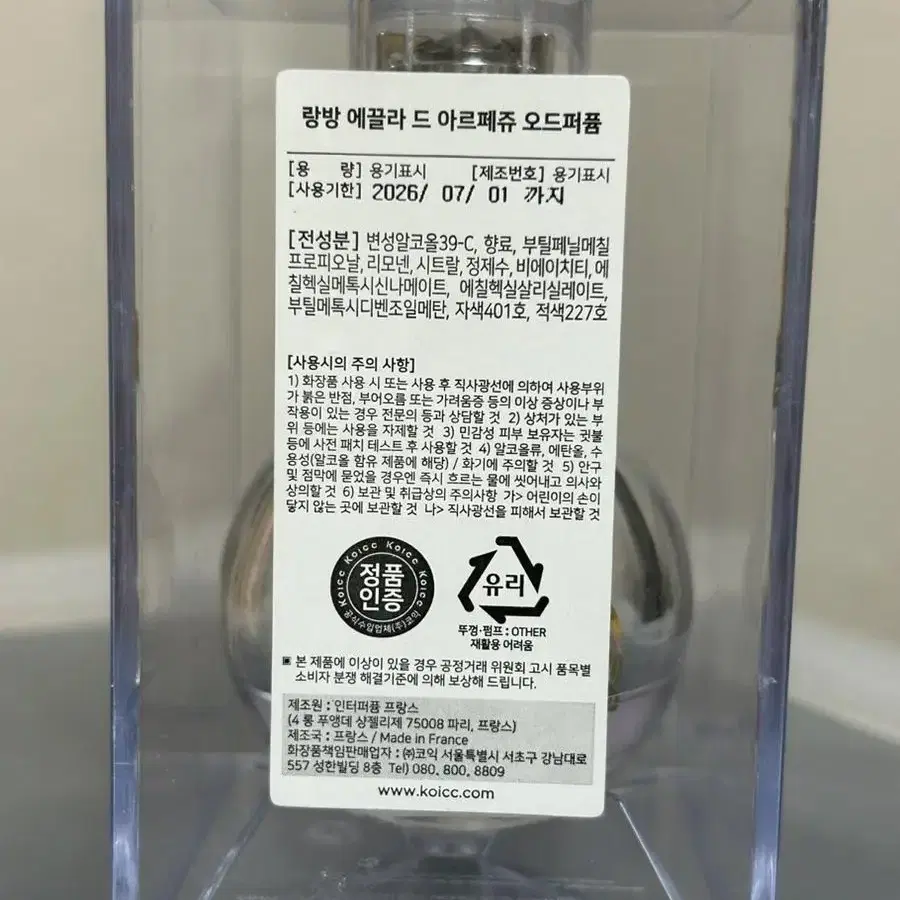 랑방 에끌라 드 아르페쥬 오드퍼퓸
[용 량] 용기표시 [제조번호] 용기표시
[사용기한] 2026/ 07/ 01 까지
[전성분] 변성알코올39-C, 향료, 부틸페닐메칠
프로피오날, 리모넨, 시트랄, 정제수, 비에이치티, 에
칠헥실메톡시신나메이트, 에칠헥실살리실레이트,
부틸메톡시디벤조일메탄, 자색401호, 적색227호
[사용시의 주의 사항]
1) 화장품 사용 시 또는 사용 후 직사광선에 의하여 사용부위
가 붉은 반점, 부어오름 또는 가려움증 등의 이상 증상이나 부
작용이 있는 경우 전문의 등과 상담할 것 2) 상처가 있는 부
위 등에는 사용을 자제할 것 3) 민감성 피부 보유자는 귓불
등에 사전 패치 테스트 후 사용할 것 4) 알코올류, 에탄올, 수
용성(알코올 함유 제품에 해당) / 화기에 주의할 것 5) 안구
및 점막에 묻었을 경우엔 즉시 흐르는 물에 씻어내고 의사와
상의할 것 6) 보관 및 취급상의 주의사항 가> 어린이의 손이
닿지 않는 곳에 보관할 것 나> 직사광선을 피해서 보관할 것
Koicc Koicc Koicc Koicc
정품
인증
공식수입업체(주)코익
유리
뚜껑·펌프 : OTHER
재활용 어려움
▣ 본 제품에 이상이 있을 경우 공정거래 위원회 고시 품목별
소비자 분쟁 해결기준에 의해 보상해 드립니다.
제조원 : 인터퍼퓸 프랑스
(4 롱 푸앵데 샹젤리제 75008 파리, 프랑스)
제조국 : 프랑스 / Made in France
화장품책임판매업자 : ㈜코익 서울특별시 서초구 강남대로
557 성한빌딩 8층 Tel) 080. 800. 8809
www.koicc.com